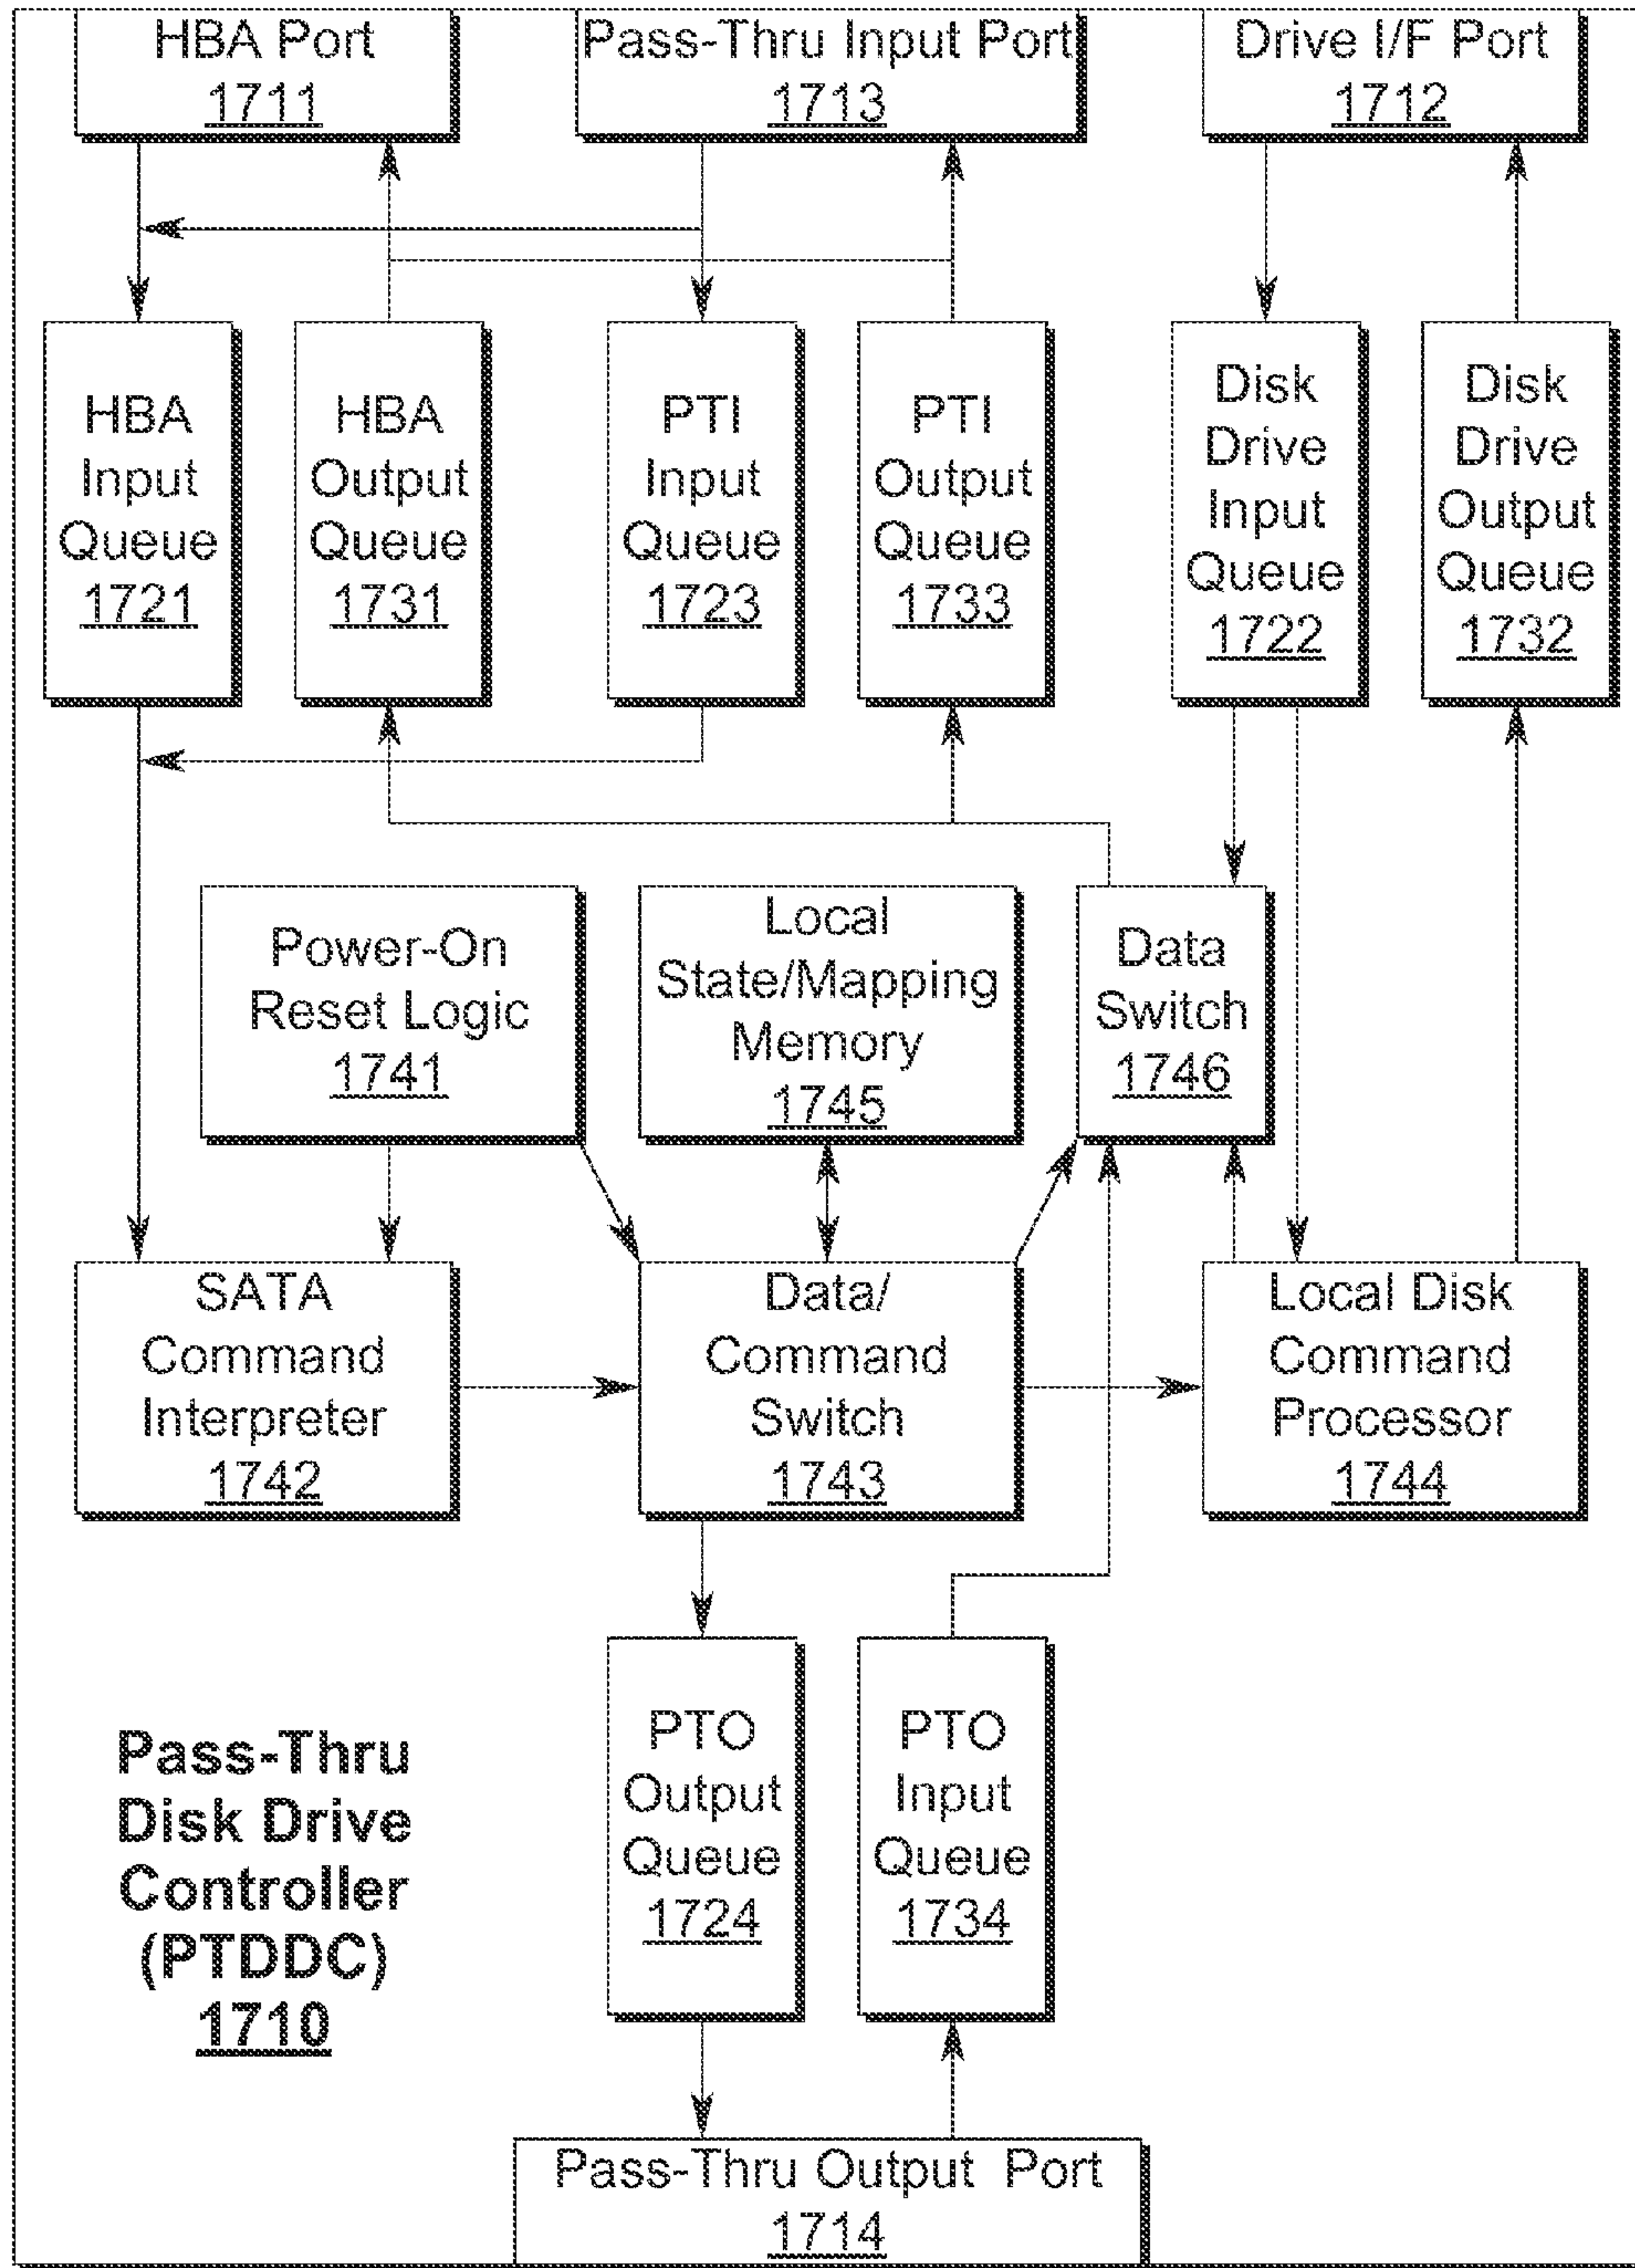 HBA Port
1711
Pass-Thru Input Port
1713
Drive I/F Port
1712
HBA
Input
Queue
1721
HBA
Output
Queue
1731
PTI
Input
Queue
1723
PTI
Output
Queue
1733
Disk
Drive
Input
Queue
1722
Disk
Drive
Output
Queue
1732
Power-On
Reset Logic
1741
Local
State/Mapping
Memory
1745
Data
Switch
1746
SATA
Command
Interpreter
1742
Data/
Command
Switch
1743
Local Disk
Command
Processor
1744
Pass-Thru
Disk Drive
Controller
(PTDDC)
1710
PTO
Output
Queue
1724
PTO
Input
Queue
1734
Pass-Thru Output Port
1714